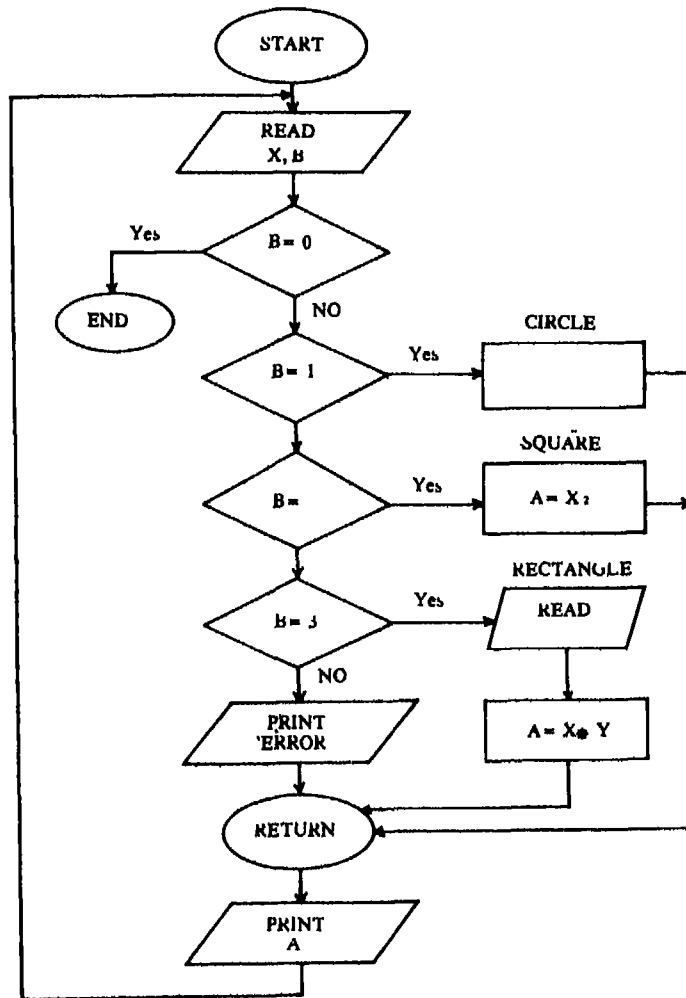 START
READ
X, B
B= 0
Yes
NO
END
B= 1
Yes
CIRCLE
B=
Yes
SQUARE
A= X2
B= 3
Yes
RECTANGLE
READ
NO
PRINT
'ERROR
A= X* Y
RETURN
PRINT
A